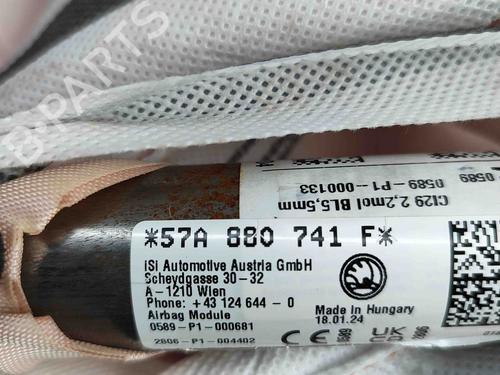 B-PARTS
0589
0589-P1-000133
CI29 2,2mol BL5,5mm
*57A 880 741 F*
iSi Automotive Austria GmbH
Scheydgasse 30-32
A-1210 Wien
Phone: +43 124 644 - 0
Airbag Module
0589-P1-000681
2806-P1-004402
Made in Hungary
18.01.24
CE
UK
CA